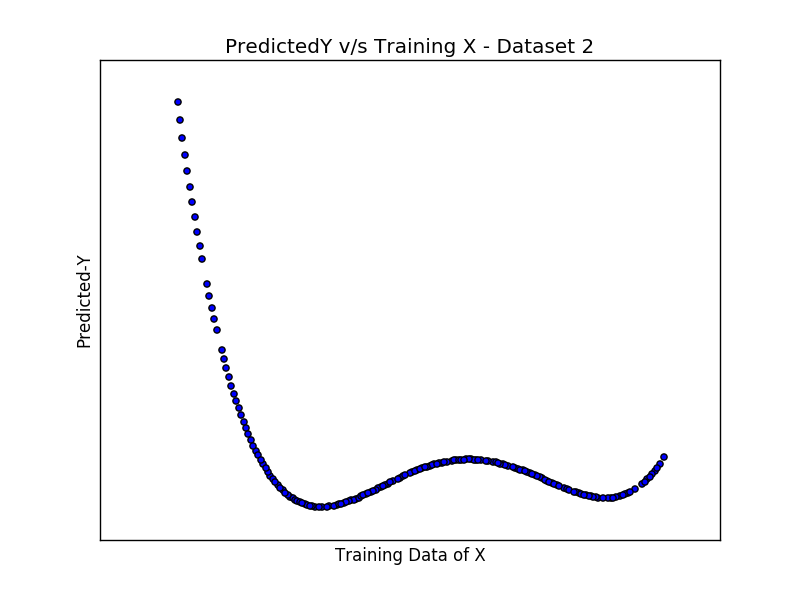 PredictedY v/s Training X - Dataset 2
Predicted-Y
Training Data of X